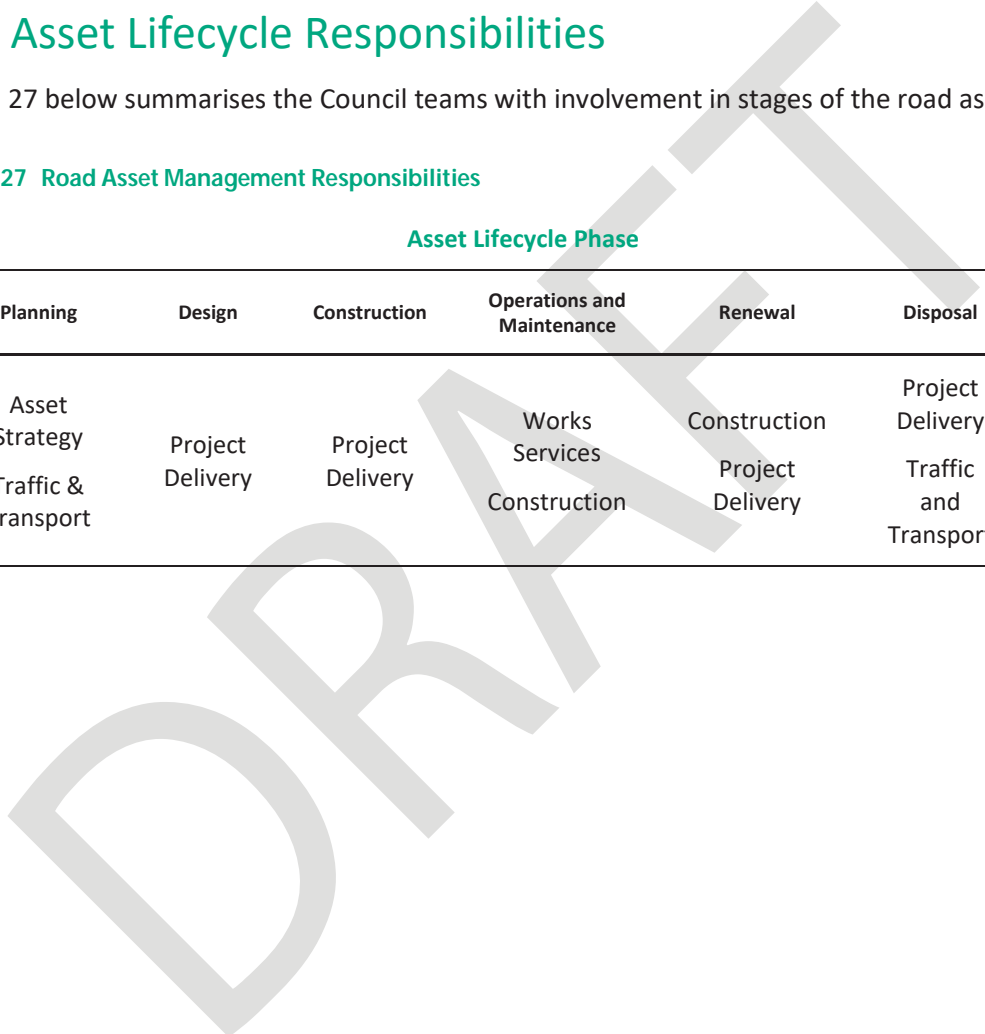 Asset Lifecycle Responsibilities
27 below summarises the Council teams with involvement in stages of the road as
27 Road Asset Management Responsibilities
Asset Lifecycle Phase
Planning Design Construction Operations and Maintenance Renewal Disposal
Asset
Strategy
Traffic &
Transport
Project
Delivery
Project
Delivery
Works
Services
Construction
Construction
Project
Delivery
Project
Delivery
Traffic
and
Transport
DRAFT